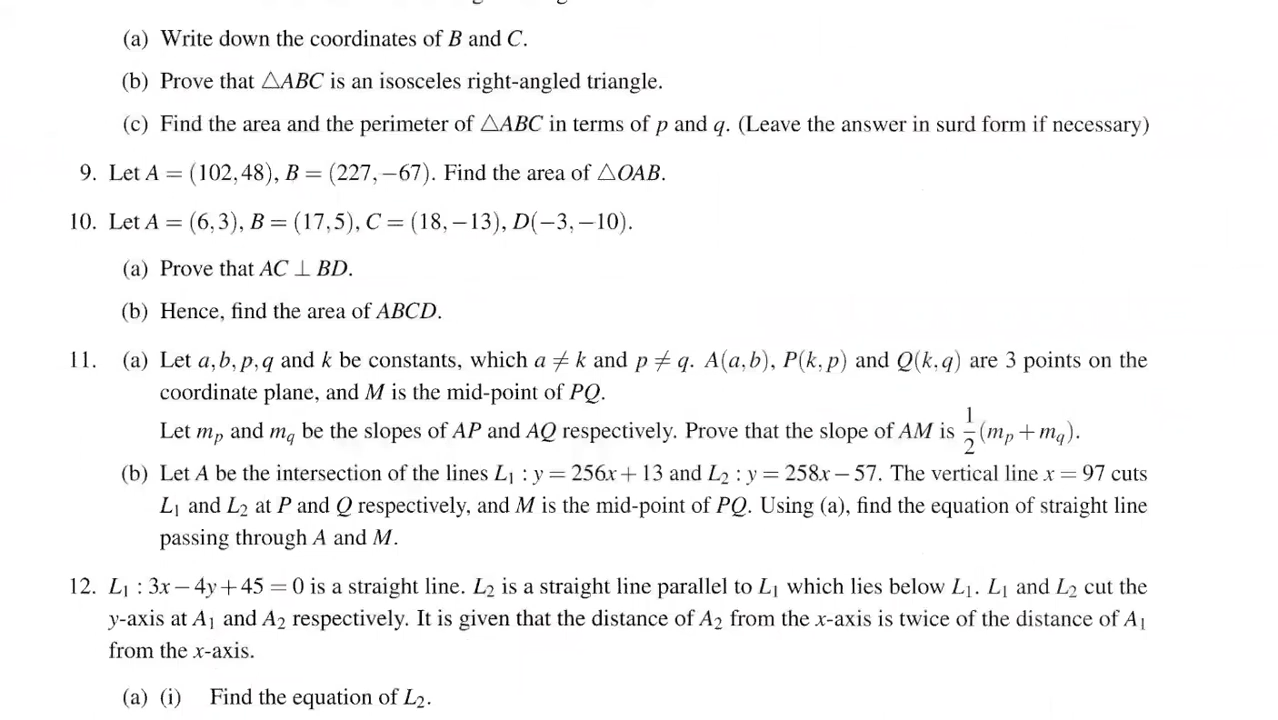 (a) Write down the coordinates of B and C.
(b) Prove that △ABC is an isosceles right-angled triangle.
(c) Find the area and the perimeter of △ABC in terms of p and q. (Leave the answer in surd form if necessary)
9. Let A = (102,48), B = (227,−67). Find the area of △OAB.
10. Let A = (6,3), B = (17,5), C = (18,−13), D(−3,−10).
(a) Prove that AC ⊥ BD.
(b) Hence, find the area of ABCD.
11. (a) Let a,b,p,q and k be constants, which a ≠ k and p ≠ q. A(a,b), P(k,p) and Q(k,q) are 3 points on the
coordinate plane, and M is the mid-point of PQ.
Let mₚ and m_q be the slopes of AP and AQ respectively. Prove that the slope of AM is 1/2(mₚ+m_q).
(b) Let A be the intersection of the lines L₁ : y = 256x+13 and L₂ : y = 258x−57. The vertical line x = 97 cuts
L₁ and L₂ at P and Q respectively, and M is the mid-point of PQ. Using (a), find the equation of straight line
passing through A and M.
12. L₁ : 3x−4y+45 = 0 is a straight line. L₂ is a straight line parallel to L₁ which lies below L₁. L₁ and L₂ cut the
y-axis at A₁ and A₂ respectively. It is given that the distance of A₂ from the x-axis is twice of the distance of A₁
from the x-axis.
(a) (i) Find the equation of L₂.